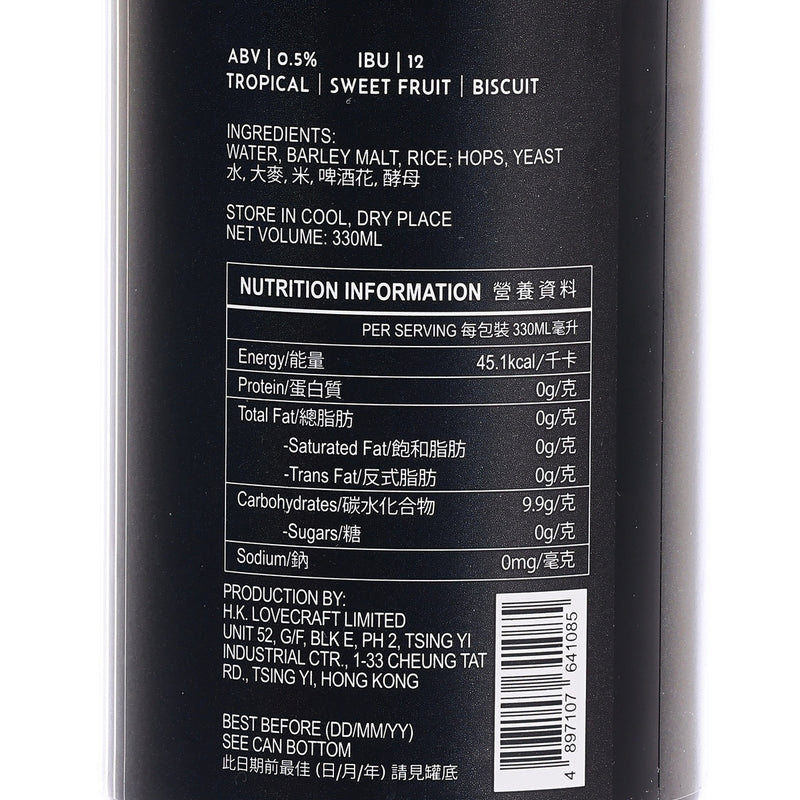 ABV | 0.5% IBU | 12
TROPICAL | SWEET FRUIT | BISCUIT
INGREDIENTS:
WATER, BARLEY MALT, RICE, HOPS, YEAST
水, 大麥, 米, 啤酒花, 酵母
STORE IN COOL, DRY PLACE
NET VOLUME: 330ML
NUTRITION INFORMATION 營養資料
PER SERVING 每包裝 330ML毫升
Energy/能量 45.1kcal/千卡
Protein/蛋白質 0g/克
Total Fat/總脂肪 0g/克
-Saturated Fat/飽和脂肪 0g/克
-Trans Fat/反式脂肪 0g/克
Carbohydrates/碳水化合物 9.9g/克
-Sugars/糖 0g/克
Sodium/鈉 0mg/毫克
PRODUCTION BY:
H.K. LOVECRAFT LIMITED
UNIT 52, G/F, BLK E, PH 2, TSING YI
INDUSTRIAL CTR., 1-33 CHEUNG TAT
RD., TSING YI, HONG KONG
BEST BEFORE (DD/MM/YY)
SEE CAN BOTTOM
此日期前最佳 (日/月/年) 請見罐底
4 897107 641085